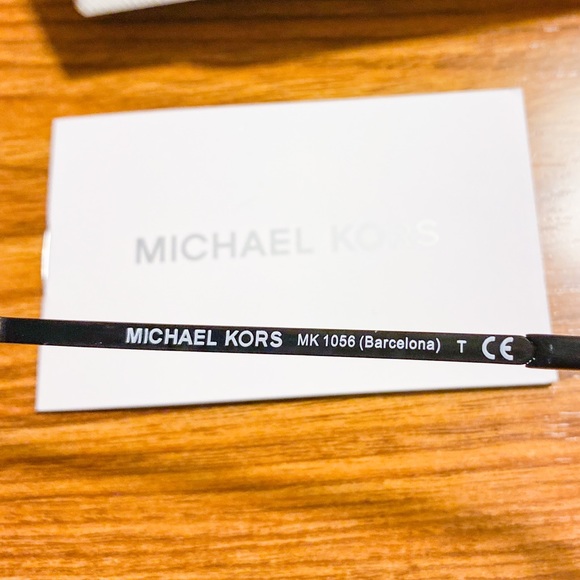 MICHAEL KORS
MICHAEL KORS MK 1056 (Barcelona) T CE